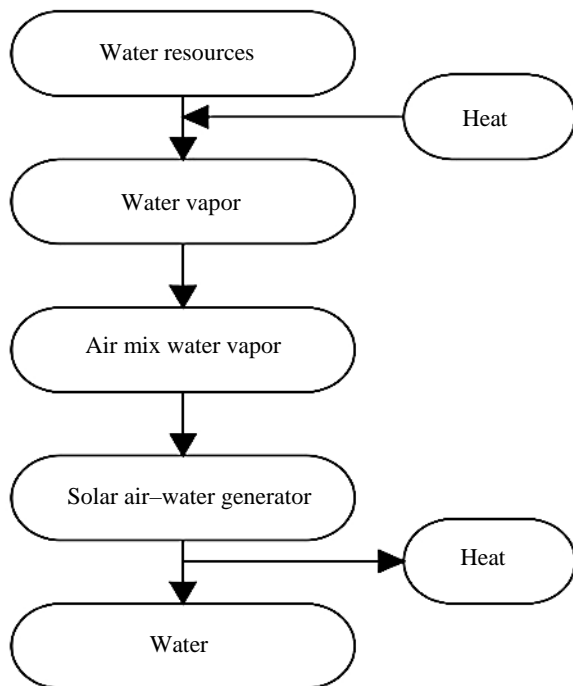 Water resources
Heat
Water vapor
Air mix water vapor
Solar air–water generator
Heat
Water